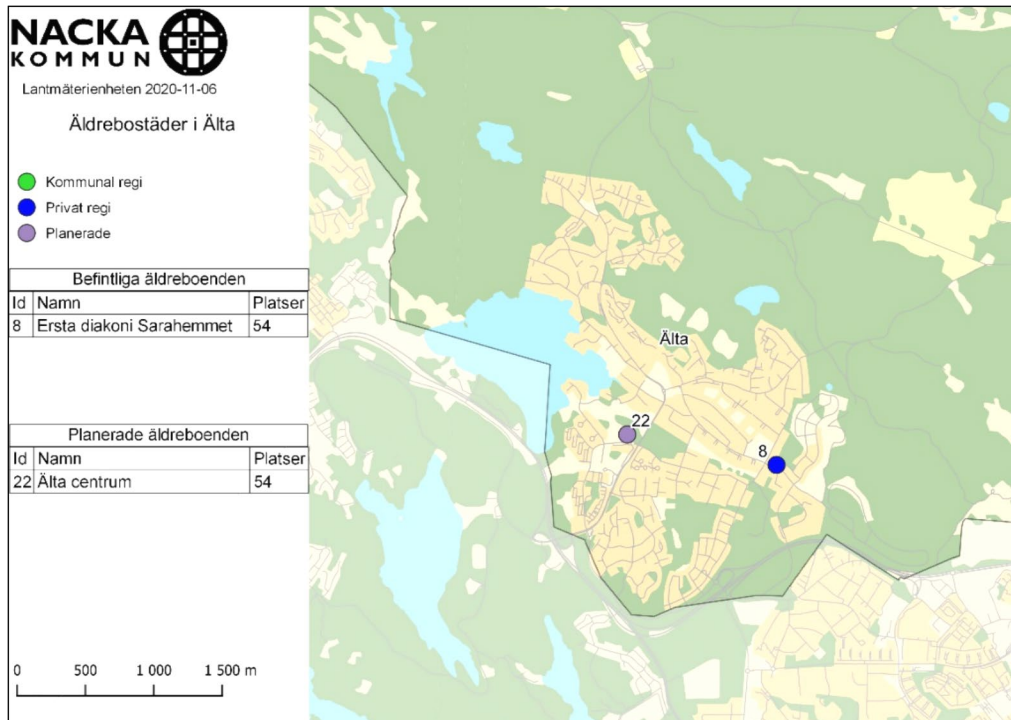 NACKA
KOMMUN
Lantmäterienheten 2020-11-06
Äldrebostäder i Älta
Kommunal regi
Privat regi
Planerade
Befintliga äldreboenden
Id Namn Platser
8 Ersta diakoni Sarahemmet 54
Planerade äldreboenden
Id Namn Platser
22 Älta centrum 54
0 500 1 000 1 500 m
Älta
22
8